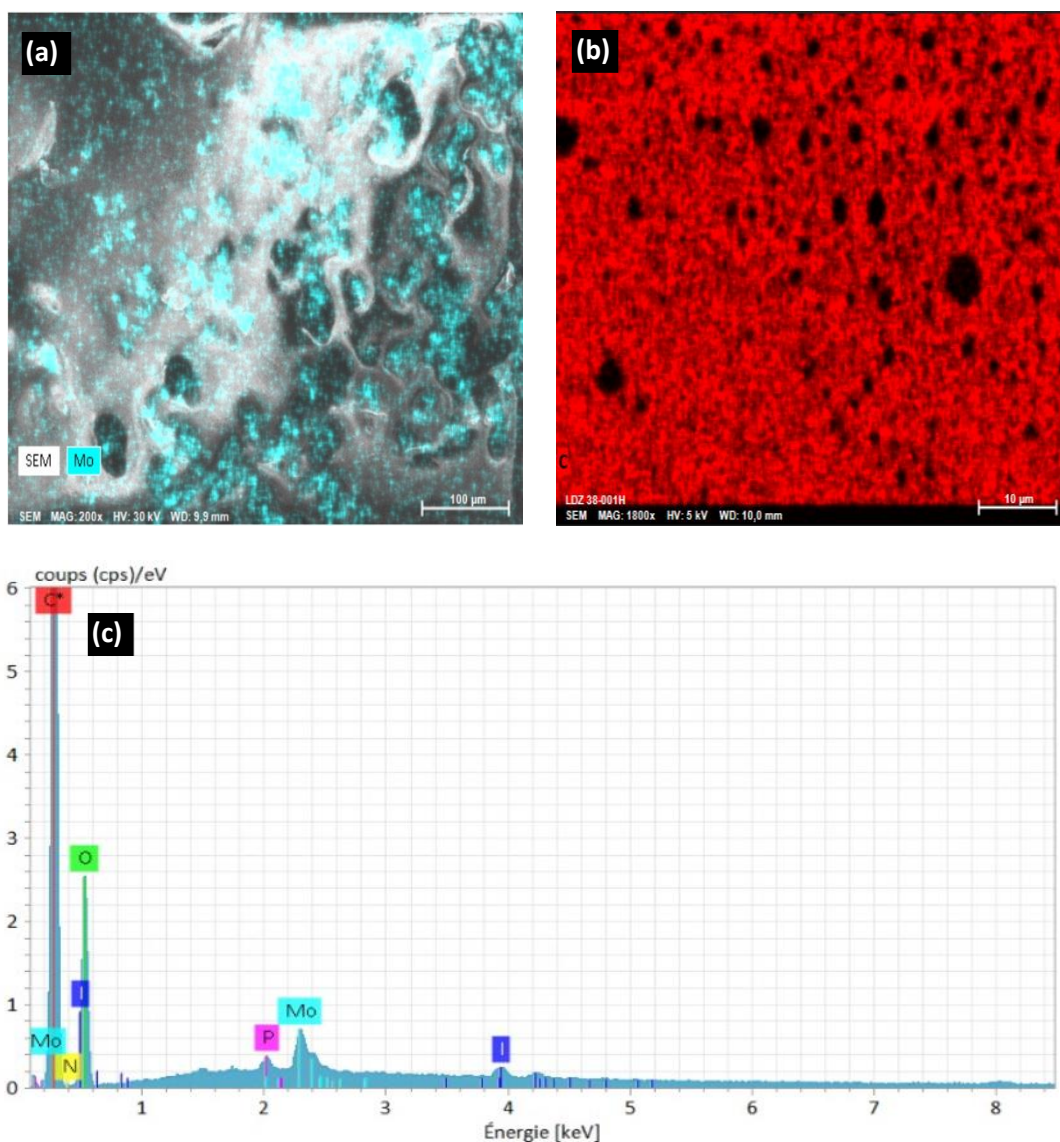 (a)
SEM Mo
100 µm
SEM MAG: 200x HV: 30 kV WD: 9,9 mm
(b)
C
LDZ 38-001H
SEM MAG: 1800x HV: 5 kV WD: 10,0 mm
10 µm
coups (cps)/eV
(c)
6
5
4
3
2
1
0
C*
O
I
Mo
N
P
Mo
I
1 2 3 4 5 6 7 8
Énergie [keV]